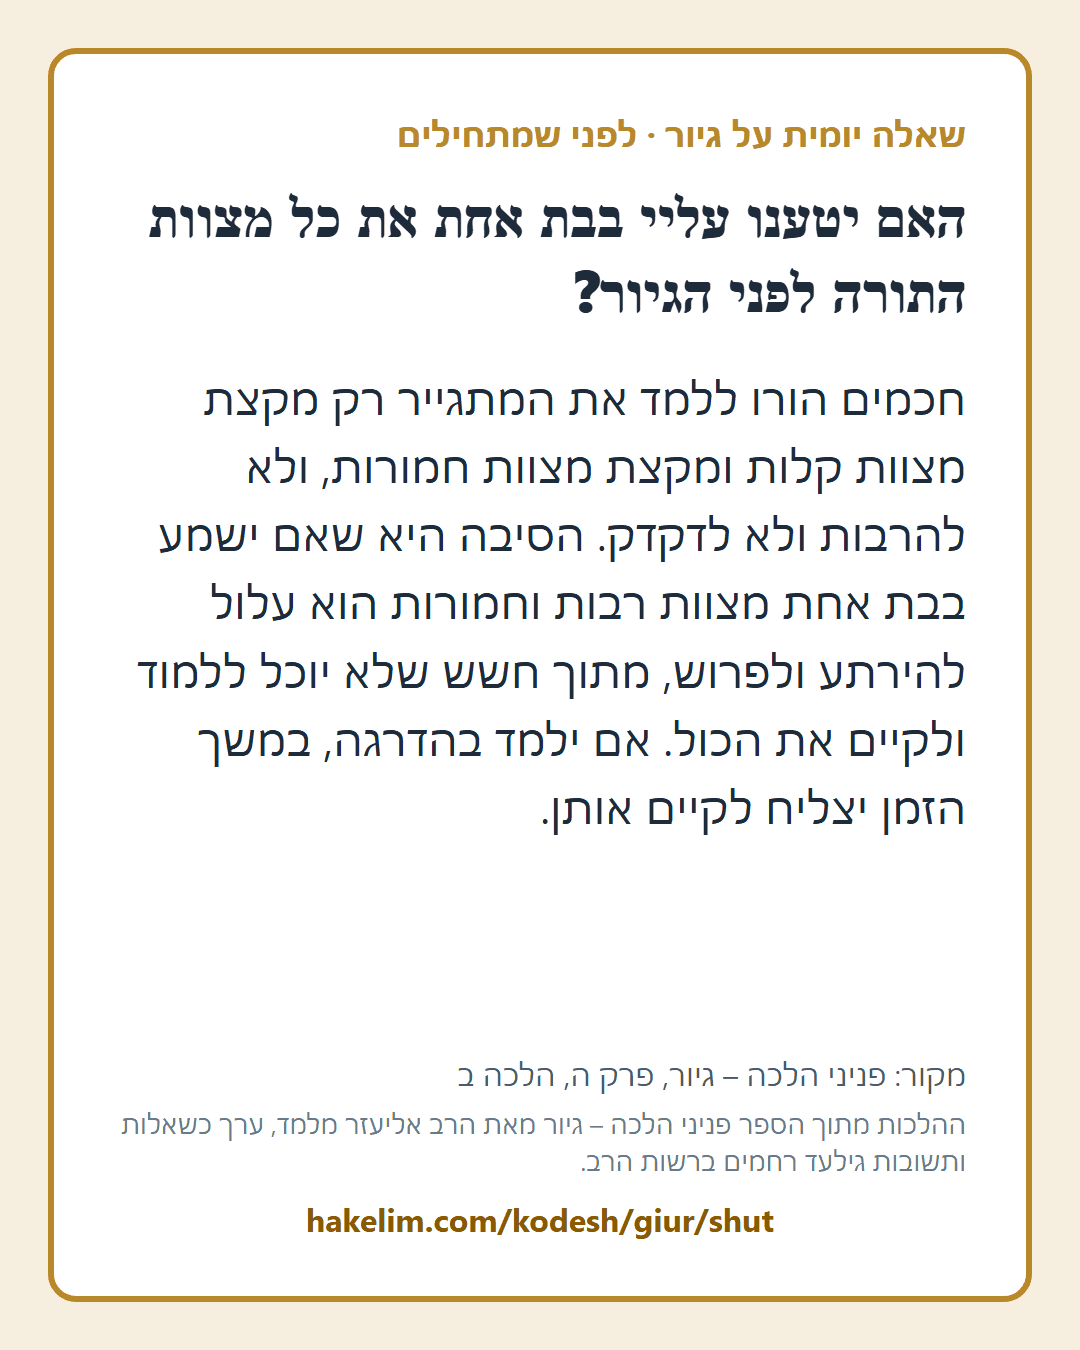 שאלה יומית על גיור · לפני שמתחילים
האם יטענו עליי בבת אחת את כל מצוות
התורה לפני הגיור?
חכמים הורו ללמד את המתגייר רק מקצת
מצוות קלות ומקצת מצוות חמורות, ולא
להרבות ולא לדקדק. הסיבה היא שאם ישמע
בבת אחת מצוות רבות וחמורות הוא עלול
להירתע ולפרוש, מתוך חשש שלא יוכל ללמוד
ולקיים את הכול. אם ילמד בהדרגה, במשך
הזמן יצליח לקיים אותן.
מקור: פניני הלכה – גיור, פרק ה, הלכה ב
ההלכות מתוך הספר פניני הלכה – גיור מאת הרב אליעזר מלמד, ערך כשאלות
ותשובות גילעד רחמים ברשות הרב.
hakelim.com/kodesh/giur/shut